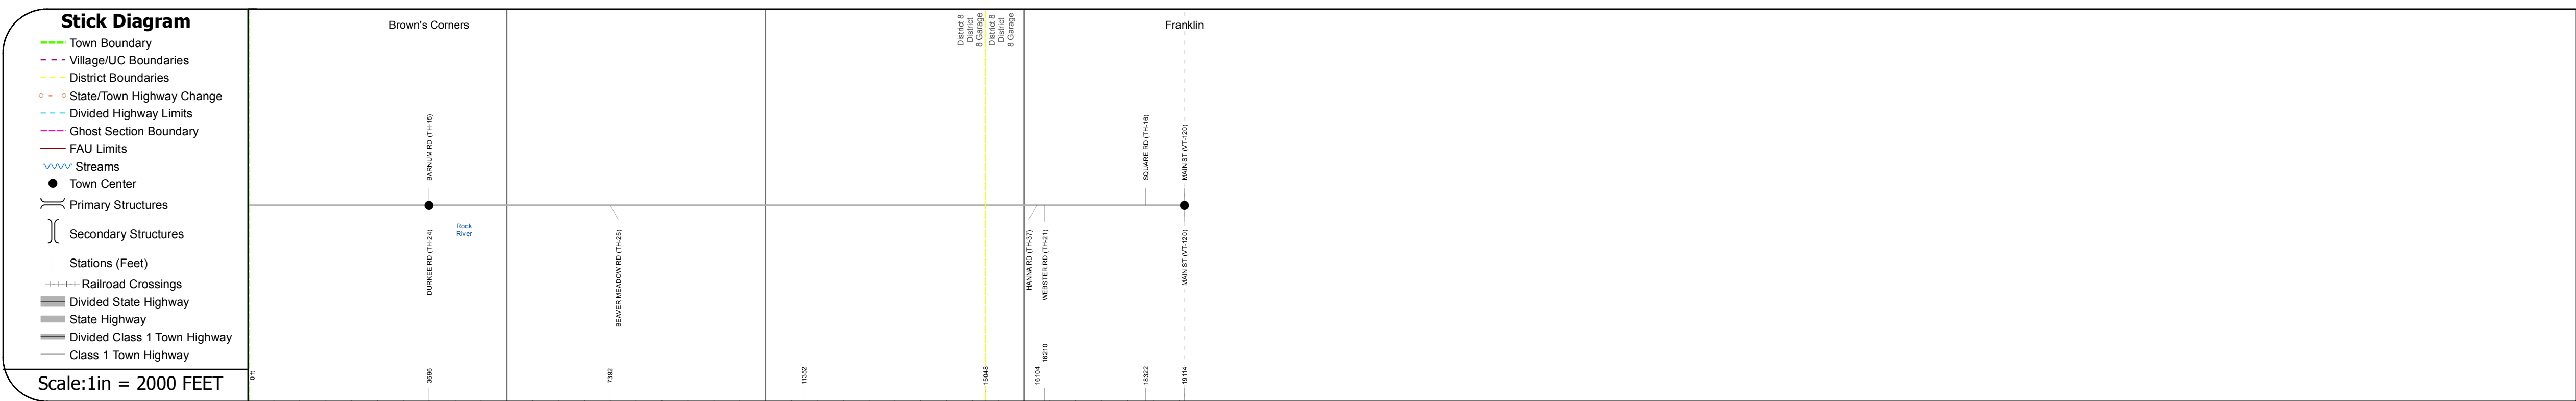 Stick Diagram
Town Boundary
Village/UC Boundaries
District Boundaries
State/Town Highway Change
Divided Highway Limits
Ghost Section Boundary
FAU Limits
Streams
Town Center
Primary Structures
Secondary Structures
Stations (Feet)
Railroad Crossings
Divided State Highway
State Highway
Divided Class 1 Town Highway
Class 1 Town Highway
Scale:1in = 2000 FEET
Brown's Corners
District 8
District
8 Garage
District 8
District
8 Garage
Franklin
BARNUM RD (TH-15)
SQUARE RD (TH-16)
MAIN ST (VT-120)
Rock
River
DURKEE RD (TH-24)
BEAVER MEADOW RD (TH-25)
HANNA RD (TH-37)
WEBSTER RD (TH-21)
MAIN ST (VT-120)
0 ft
3696
7392
11352
15048
16104
16210
18322
19114